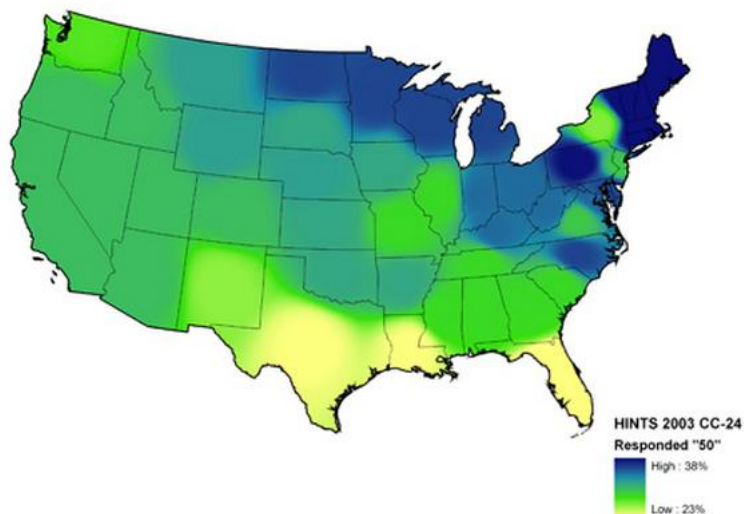 HINTS 2003 CC-24
Responded "50"
High : 38%
Low : 23%